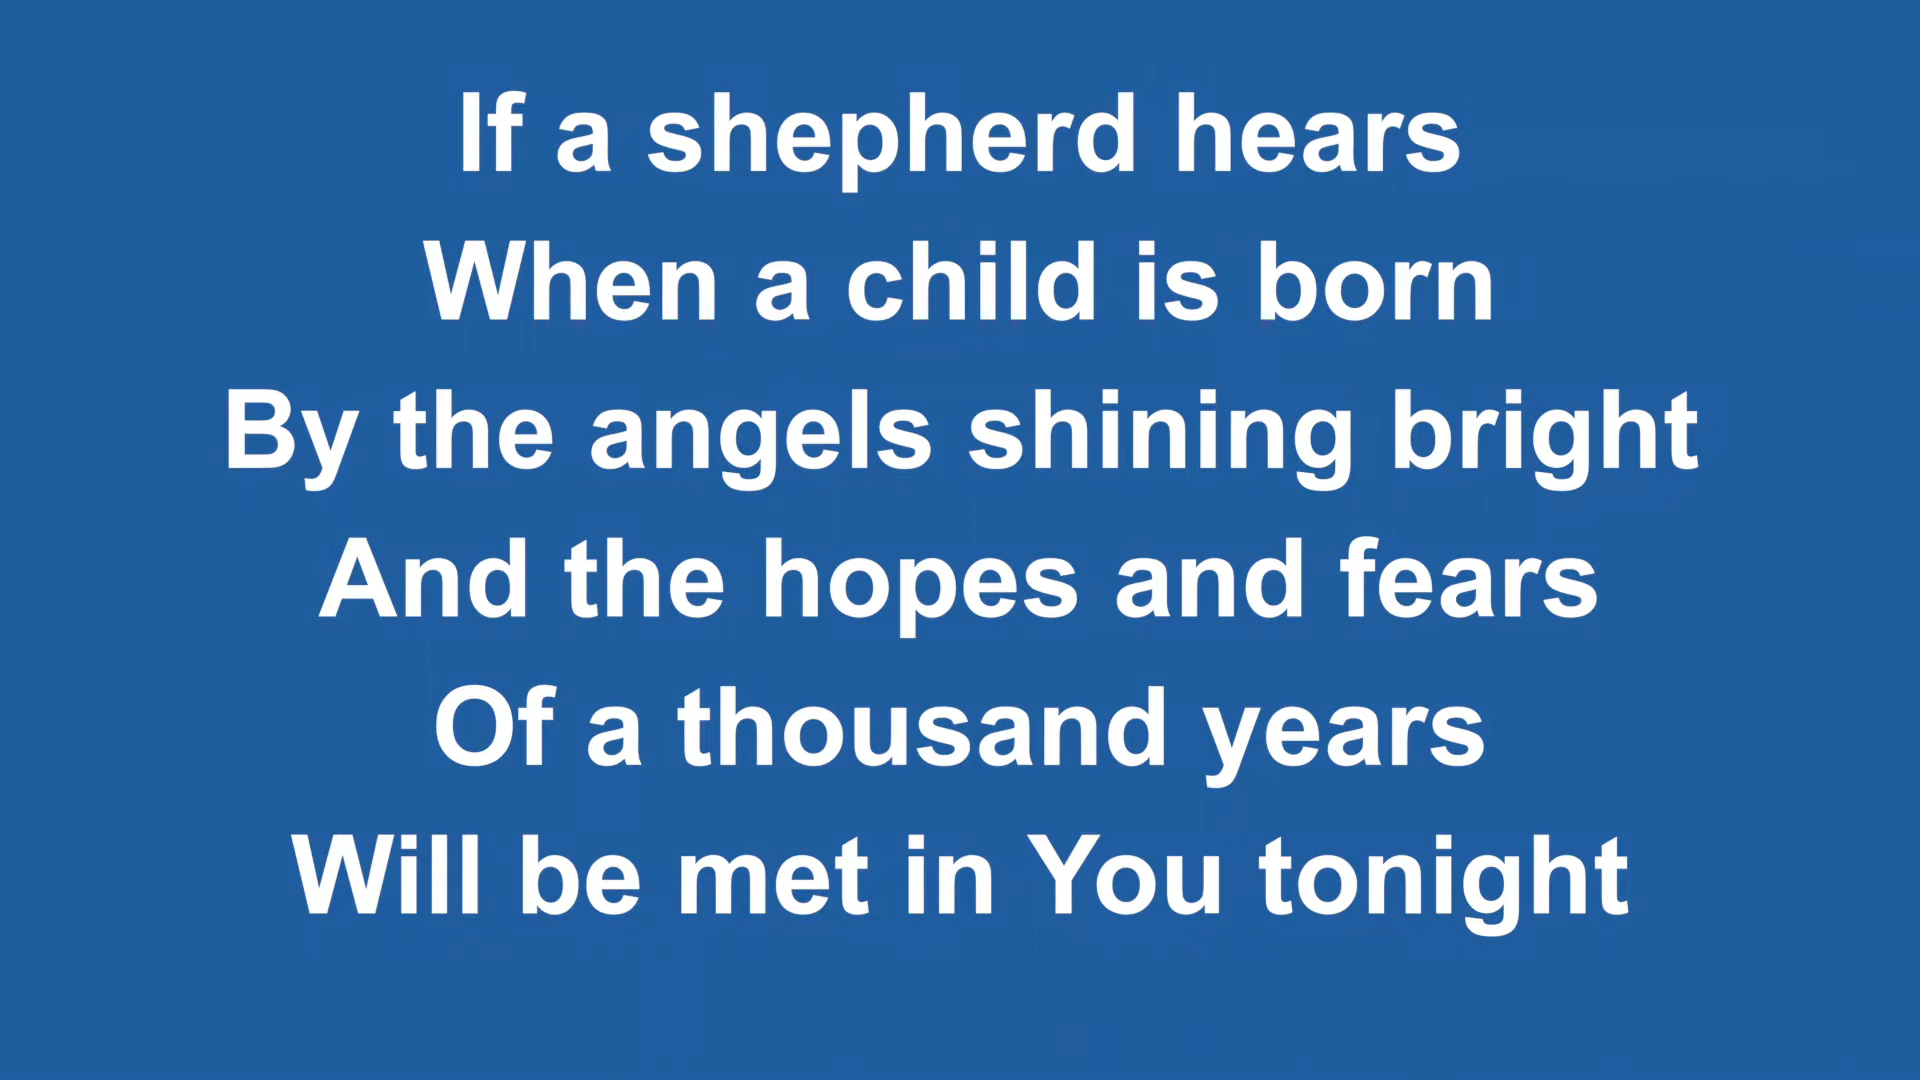 If a shepherd hears
When a child is born
By the angels shining bright
And the hopes and fears
Of a thousand years
Will be met in You tonight